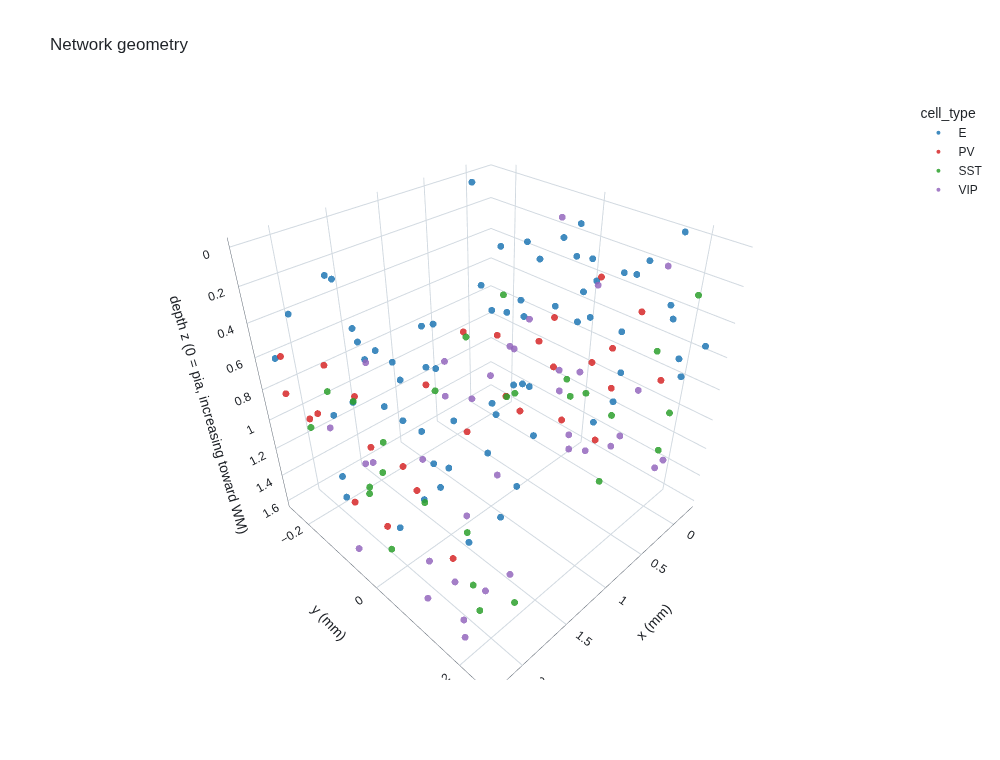 Network geometry
cell_type
E
PV
SST
VIP
0
0.2
0.4
0.6
0.8
1
1.2
1.4
1.6
depth z (0 = pia, increasing toward WM)
−0.2
0
y (mm)
0
0.5
1
1.5
x (mm)